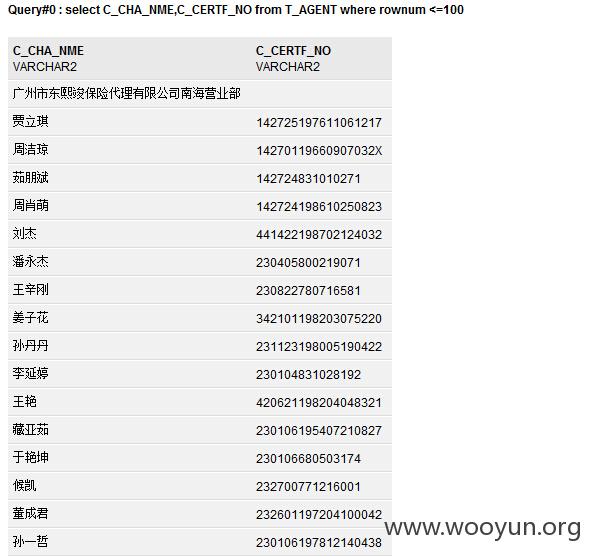 Query#0 : select C_CHA_NME,C_CERTF_NO from T_AGENT where rownum <=100
C_CHA_NME C_CERTF_NO
VARCHAR2 VARCHAR2
广州市东熙骏保险代理有限公司南海营业部
贾立琪 142725197611061217
周洁琼 14270119660907032X
茹朋斌 142724831010271
周肖萌 142724198610250823
刘杰 441422198702124032
潘永杰 230405800219071
王辛刚 230822780716581
姜子花 342101198203075220
孙丹丹 231123198005190422
李延婷 230104831028192
王艳 420621198204048321
藏亚茹 230106195407210827
于艳坤 230106680503174
候凯 232700771216001
董成君 232601197204100042
孙一哲 230106197812140438
www.wooyun.org